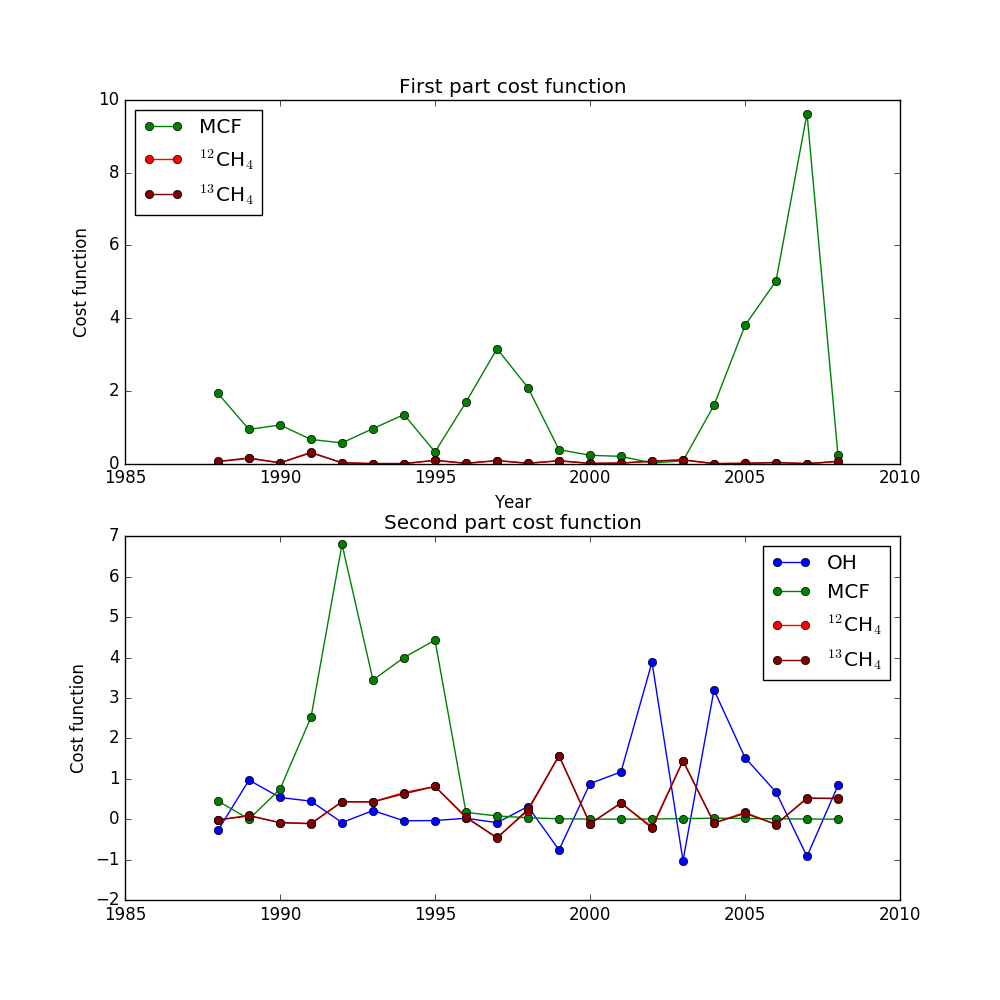 First part cost function
10
8
6
4
2
0
Cost function
MCF
¹²CH₄
¹³CH₄
1985 1990 1995 2000 2005 2010
Year
Second part cost function
7
6
5
4
3
2
1
0
−1
−2
Cost function
OH
MCF
¹²CH₄
¹³CH₄
1985 1990 1995 2000 2005 2010